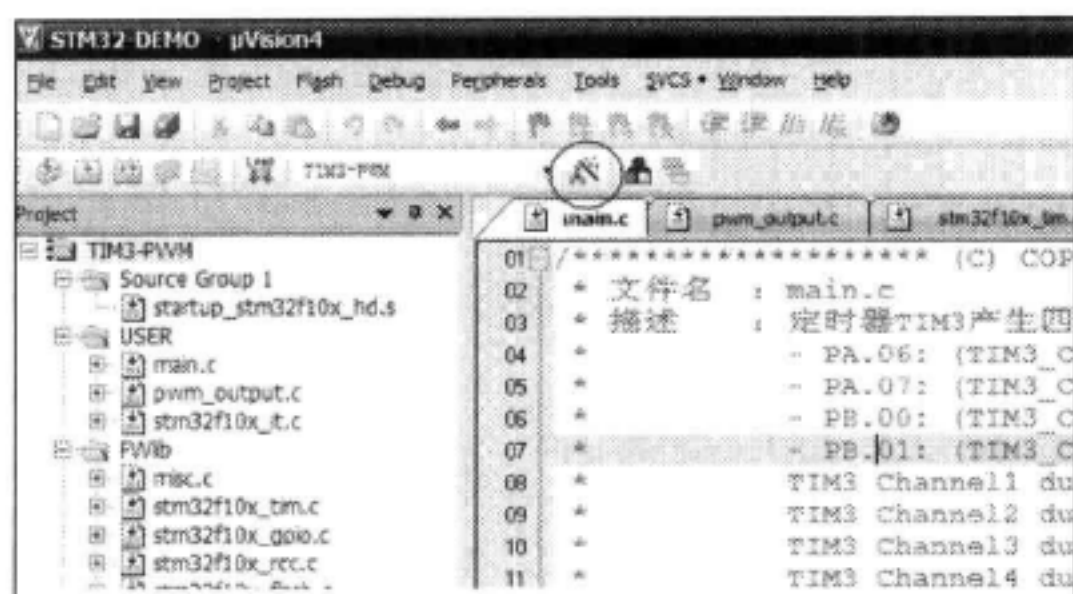 STM32-DEMO - µVision4
File Edit View Project Flash Debug Peripherals Tools SVCS Window Help
TIM3-PWM
Project
main.c pwm_output.c stm32f10x_tim.
TIM3-PWM
Source Group 1
startup_stm32f10x_hd.s
USER
main.c
pwm_output.c
stm32f10x_it.c
FWlib
misc.c
stm32f10x_tim.c
stm32f10x_gpio.c
stm32f10x_rcc.c
01 /************************ (C) COP
02 * 文件名 : main.c
03 * 描述 : 定时器TIM3产生四
04 * - PA.06: (TIM3_C
05 * - PA.07: (TIM3_C
06 * - PB.00: (TIM3_C
07 * - PB.01: (TIM3_C
08 * TIM3 Channel1 du
09 * TIM3 Channel2 du
10 * TIM3 Channel3 du
11 * TIM3 Channel4 du